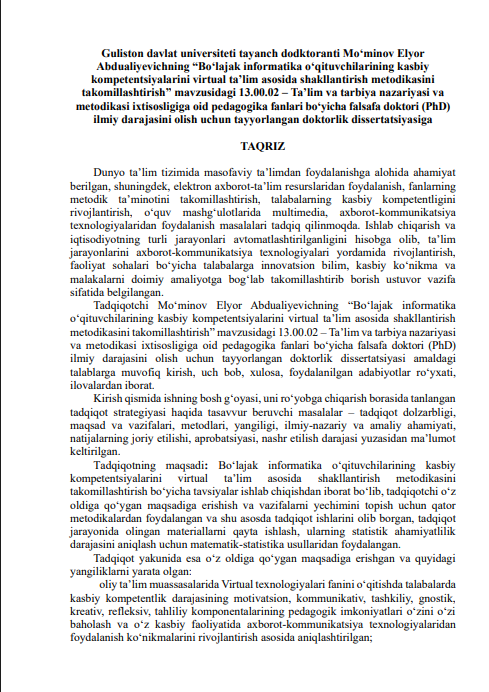 Guliston davlat universiteti tayanch dodktoranti Mo‘minov Elyor
Abdualiyevichning “Bo‘lajak informatika o‘qituvchilarining kasbiy
kompetentsiyalarini virtual ta’lim asosida shakllantirish metodikasini
takomillashtirish” mavzusidagi 13.00.02 – Ta’lim va tarbiya nazariyasi va
metodikasi ixtisosligiga oid pedagogika fanlari bo‘yicha falsafa doktori (PhD)
ilmiy darajasini olish uchun tayyorlangan doktorlik dissertatsiyasiga
TAQRIZ
Dunyo ta’lim tizimida masofaviy ta’limdan foydalanishga alohida ahamiyat
berilgan, shuningdek, elektron axborot-ta’lim resurslaridan foydalanish, fanlarning
metodik ta’minotini takomillashtirish, talabalarning kasbiy kompetentligini
rivojlantirish, o‘quv mashg‘ulotlarida multimedia, axborot-kommunikatsiya
texnologiyalaridan foydalanish masalalari tadqiq qilinmoqda. Ishlab chiqarish va
iqtisodiyotning turli jarayonlari avtomatlashtirilganligini hisobga olib, ta’lim
jarayonlarini axborot-kommunikatsiya texnologiyalari yordamida rivojlantirish,
faoliyat sohalari bo‘yicha talabalarga innovatsion bilim, kasbiy ko‘nikma va
malakalarni doimiy amaliyotga bog‘lab takomillashtirib borish ustuvor vazifa
sifatida belgilangan.
Tadqiqotchi Mo‘minov Elyor Abdualiyevichning “Bo‘lajak informatika
o‘qituvchilarining kasbiy kompetentsiyalarini virtual ta’lim asosida shakllantirish
metodikasini takomillashtirish” mavzusidagi 13.00.02 – Ta’lim va tarbiya nazariyasi
va metodikasi ixtisosligiga oid pedagogika fanlari bo‘yicha falsafa doktori (PhD)
ilmiy darajasini olish uchun tayyorlangan doktorlik dissertatsiyasi amaldagi
talablarga muvofiq kirish, uch bob, xulosa, foydalanilgan adabiyotlar ro‘yxati,
ilovalardan iborat.
Kirish qismida ishning bosh g‘oyasi, uni ro‘yobga chiqarish borasida tanlangan
tadqiqot strategiyasi haqida tasavvur beruvchi masalalar – tadqiqot dolzarbligi,
maqsad va vazifalari, metodlari, yangiligi, ilmiy-nazariy va amaliy ahamiyati,
natijalarning joriy etilishi, aprobatsiyasi, nashr etilish darajasi yuzasidan ma’lumot
keltirilgan.
Tadqiqotning maqsadi: Bo‘lajak informatika o‘qituvchilarining kasbiy
kompetentsiyalarini virtual ta’lim asosida shakllantirish metodikasini
takomillashtirish bo‘yicha tavsiyalar ishlab chiqishdan iborat bo‘lib, tadqiqotchi o‘z
oldiga qo‘ygan maqsadiga erishish va vazifalarni yechimini topish uchun qator
metodikalardan foydalangan va shu asosda tadqiqot ishlarini olib borgan, tadqiqot
jarayonida olingan materiallarni qayta ishlash, ularning statistik ahamiyatlilik
darajasini aniqlash uchun matematik-statistika usullaridan foydalangan.
Tadqiqot yakunida esa o‘z oldiga qo‘ygan maqsadiga erishgan va quyidagi
yangiliklarni yarata olgan:
oliy ta’lim muassasalarida Virtual texnologiyalari fanini o‘qitishda talabalarda
kasbiy kompetentlik darajasining motivatsion, kommunikativ, tashkiliy, gnostik,
kreativ, refleksiv, tahliliy komponentalarining pedagogik imkoniyatlari o‘zini o‘zi
baholash va o‘z kasbiy faoliyatida axborot-kommunikatsiya texnologiyalaridan
foydalanish ko‘nikmalarini rivojlantirish asosida aniqlashtirilgan;